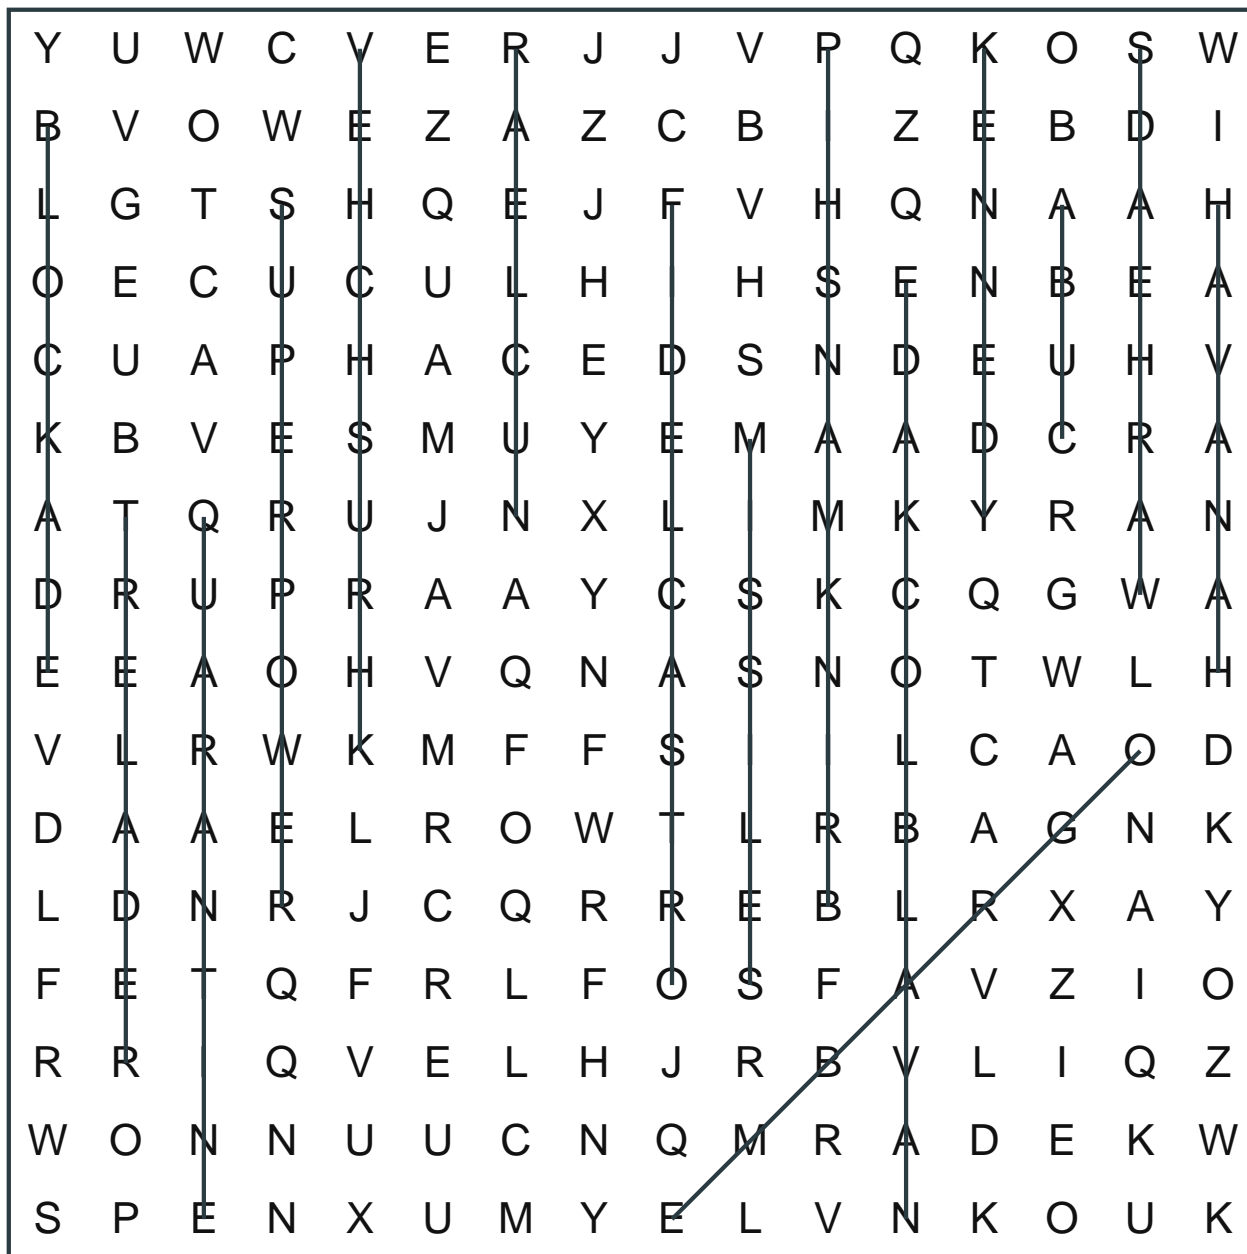 Y U W C V E R J J V P Q K O S W
B V O W E Z A Z C B I Z E B D I
L G T S H Q E J F V H Q N A A H
O E C U C U L H I H S E N B E A
C U A P H A C E D S N D E U H V
K B V E S M U Y E M A A D C R A
A T Q R U J N X L I M K Y R A N
D R U P R A A Y C S K C Q G W A
E E A O H V Q N A S N O T W L H
V L R W K M F F S I I L C A O D
D A A E L R O W T L R B A G N K
L D N R J C Q R R E B L R X A Y
F E T Q F R L F O S F A V Z I O
R R I Q V E L H J R B V L I Q Z
W O N N U U C N Q M R A D E K W
S P E N X U M Y E L V N K O U K